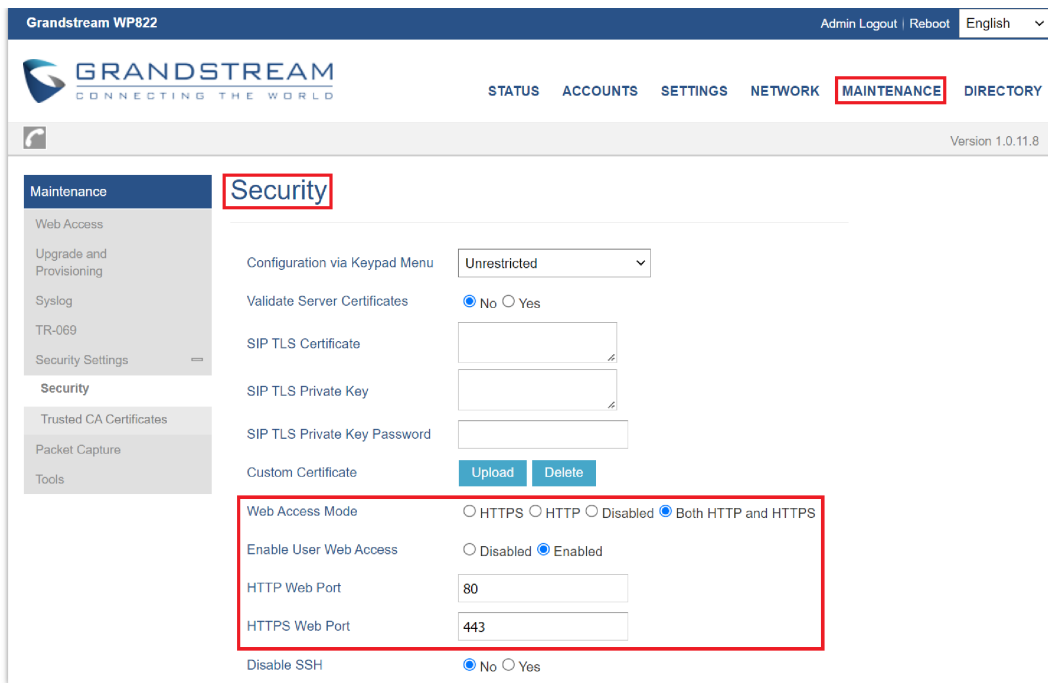 Grandstream WP822
Admin Logout | Reboot
English
GRANDSTREAM
CONNECTING THE WORLD
STATUS ACCOUNTS SETTINGS NETWORK MAINTENANCE DIRECTORY
Version 1.0.11.8
Maintenance
Web Access
Upgrade and
Provisioning
Syslog
TR-069
Security Settings
Security
Trusted CA Certificates
Packet Capture
Tools
Security
Configuration via Keypad Menu Unrestricted
Validate Server Certificates No Yes
SIP TLS Certificate
SIP TLS Private Key
SIP TLS Private Key Password
Custom Certificate Upload Delete
Web Access Mode HTTPS HTTP Disabled Both HTTP and HTTPS
Enable User Web Access Disabled Enabled
HTTP Web Port 80
HTTPS Web Port 443
Disable SSH No Yes